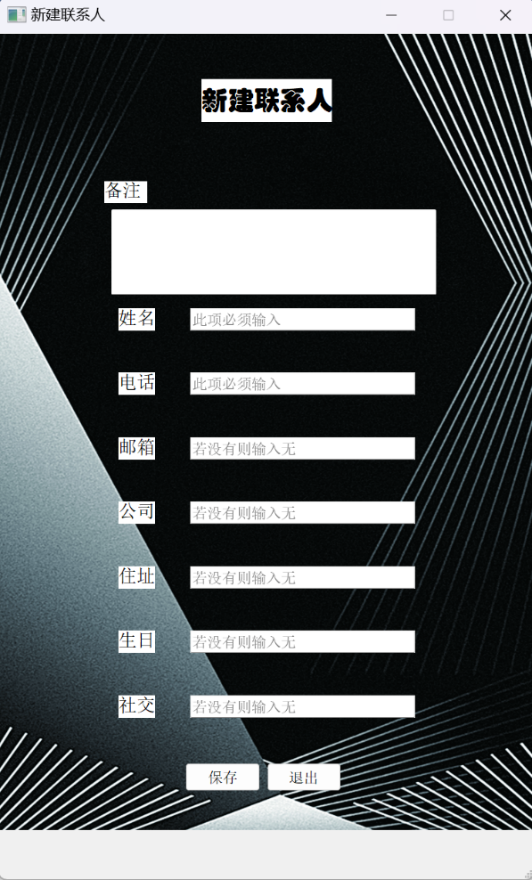 新建联系人
新建联系人
备注
姓名 此项必须输入
电话 此项必须输入
邮箱 若没有则输入无
公司 若没有则输入无
住址 若没有则输入无
生日 若没有则输入无
社交 若没有则输入无
保存 退出